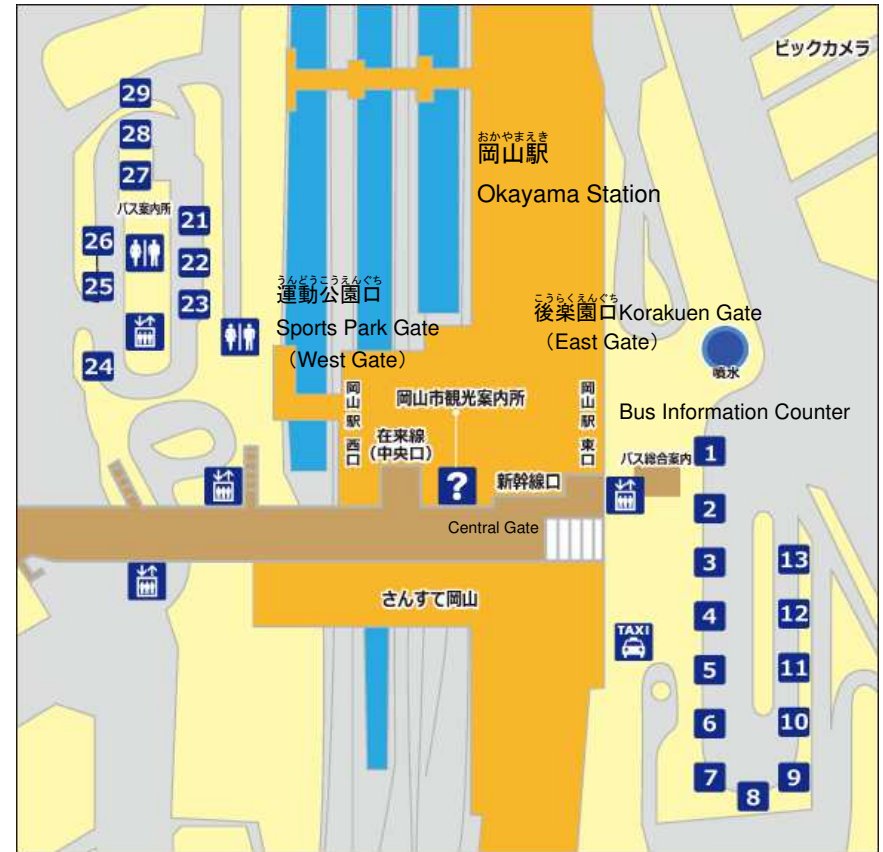 ビックカメラ
29
28
27
バス案内所
26
25
21
22
23
24
おかやまえき
岡山駅
Okayama Station
うんどうこうえんぐち
運動公園口
Sports Park Gate
（West Gate）
こうらくえんぐち
後楽園口Korakuen Gate
（East Gate）
噴水
岡山駅 西口
岡山市観光案内所
在来線
（中央口）
?
新幹線口
岡山駅 東口
Bus Information Counter
バス総合案内
Central Gate
さんすて岡山
TAXI
1
2
3
4
5
6
7
8
9
10
11
12
13